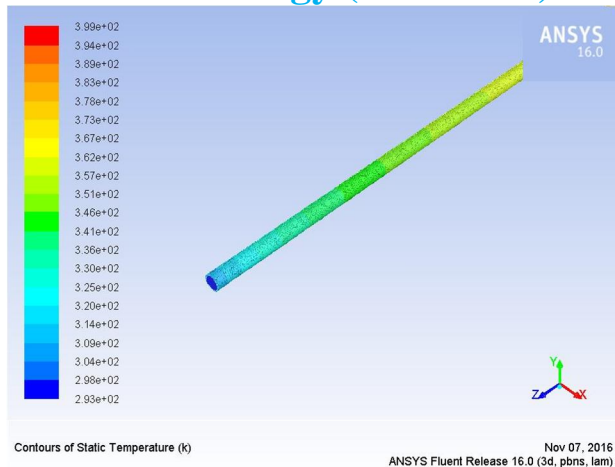 3.99e+02
3.94e+02
3.89e+02
3.83e+02
3.78e+02
3.73e+02
3.67e+02
3.62e+02
3.57e+02
3.51e+02
3.46e+02
3.41e+02
3.36e+02
3.30e+02
3.25e+02
3.20e+02
3.14e+02
3.09e+02
3.04e+02
2.98e+02
2.93e+02
ANSYS
16.0
Y
Z
X
Contours of Static Temperature (k)
Nov 07, 2016
ANSYS Fluent Release 16.0 (3d, pbns, lam)